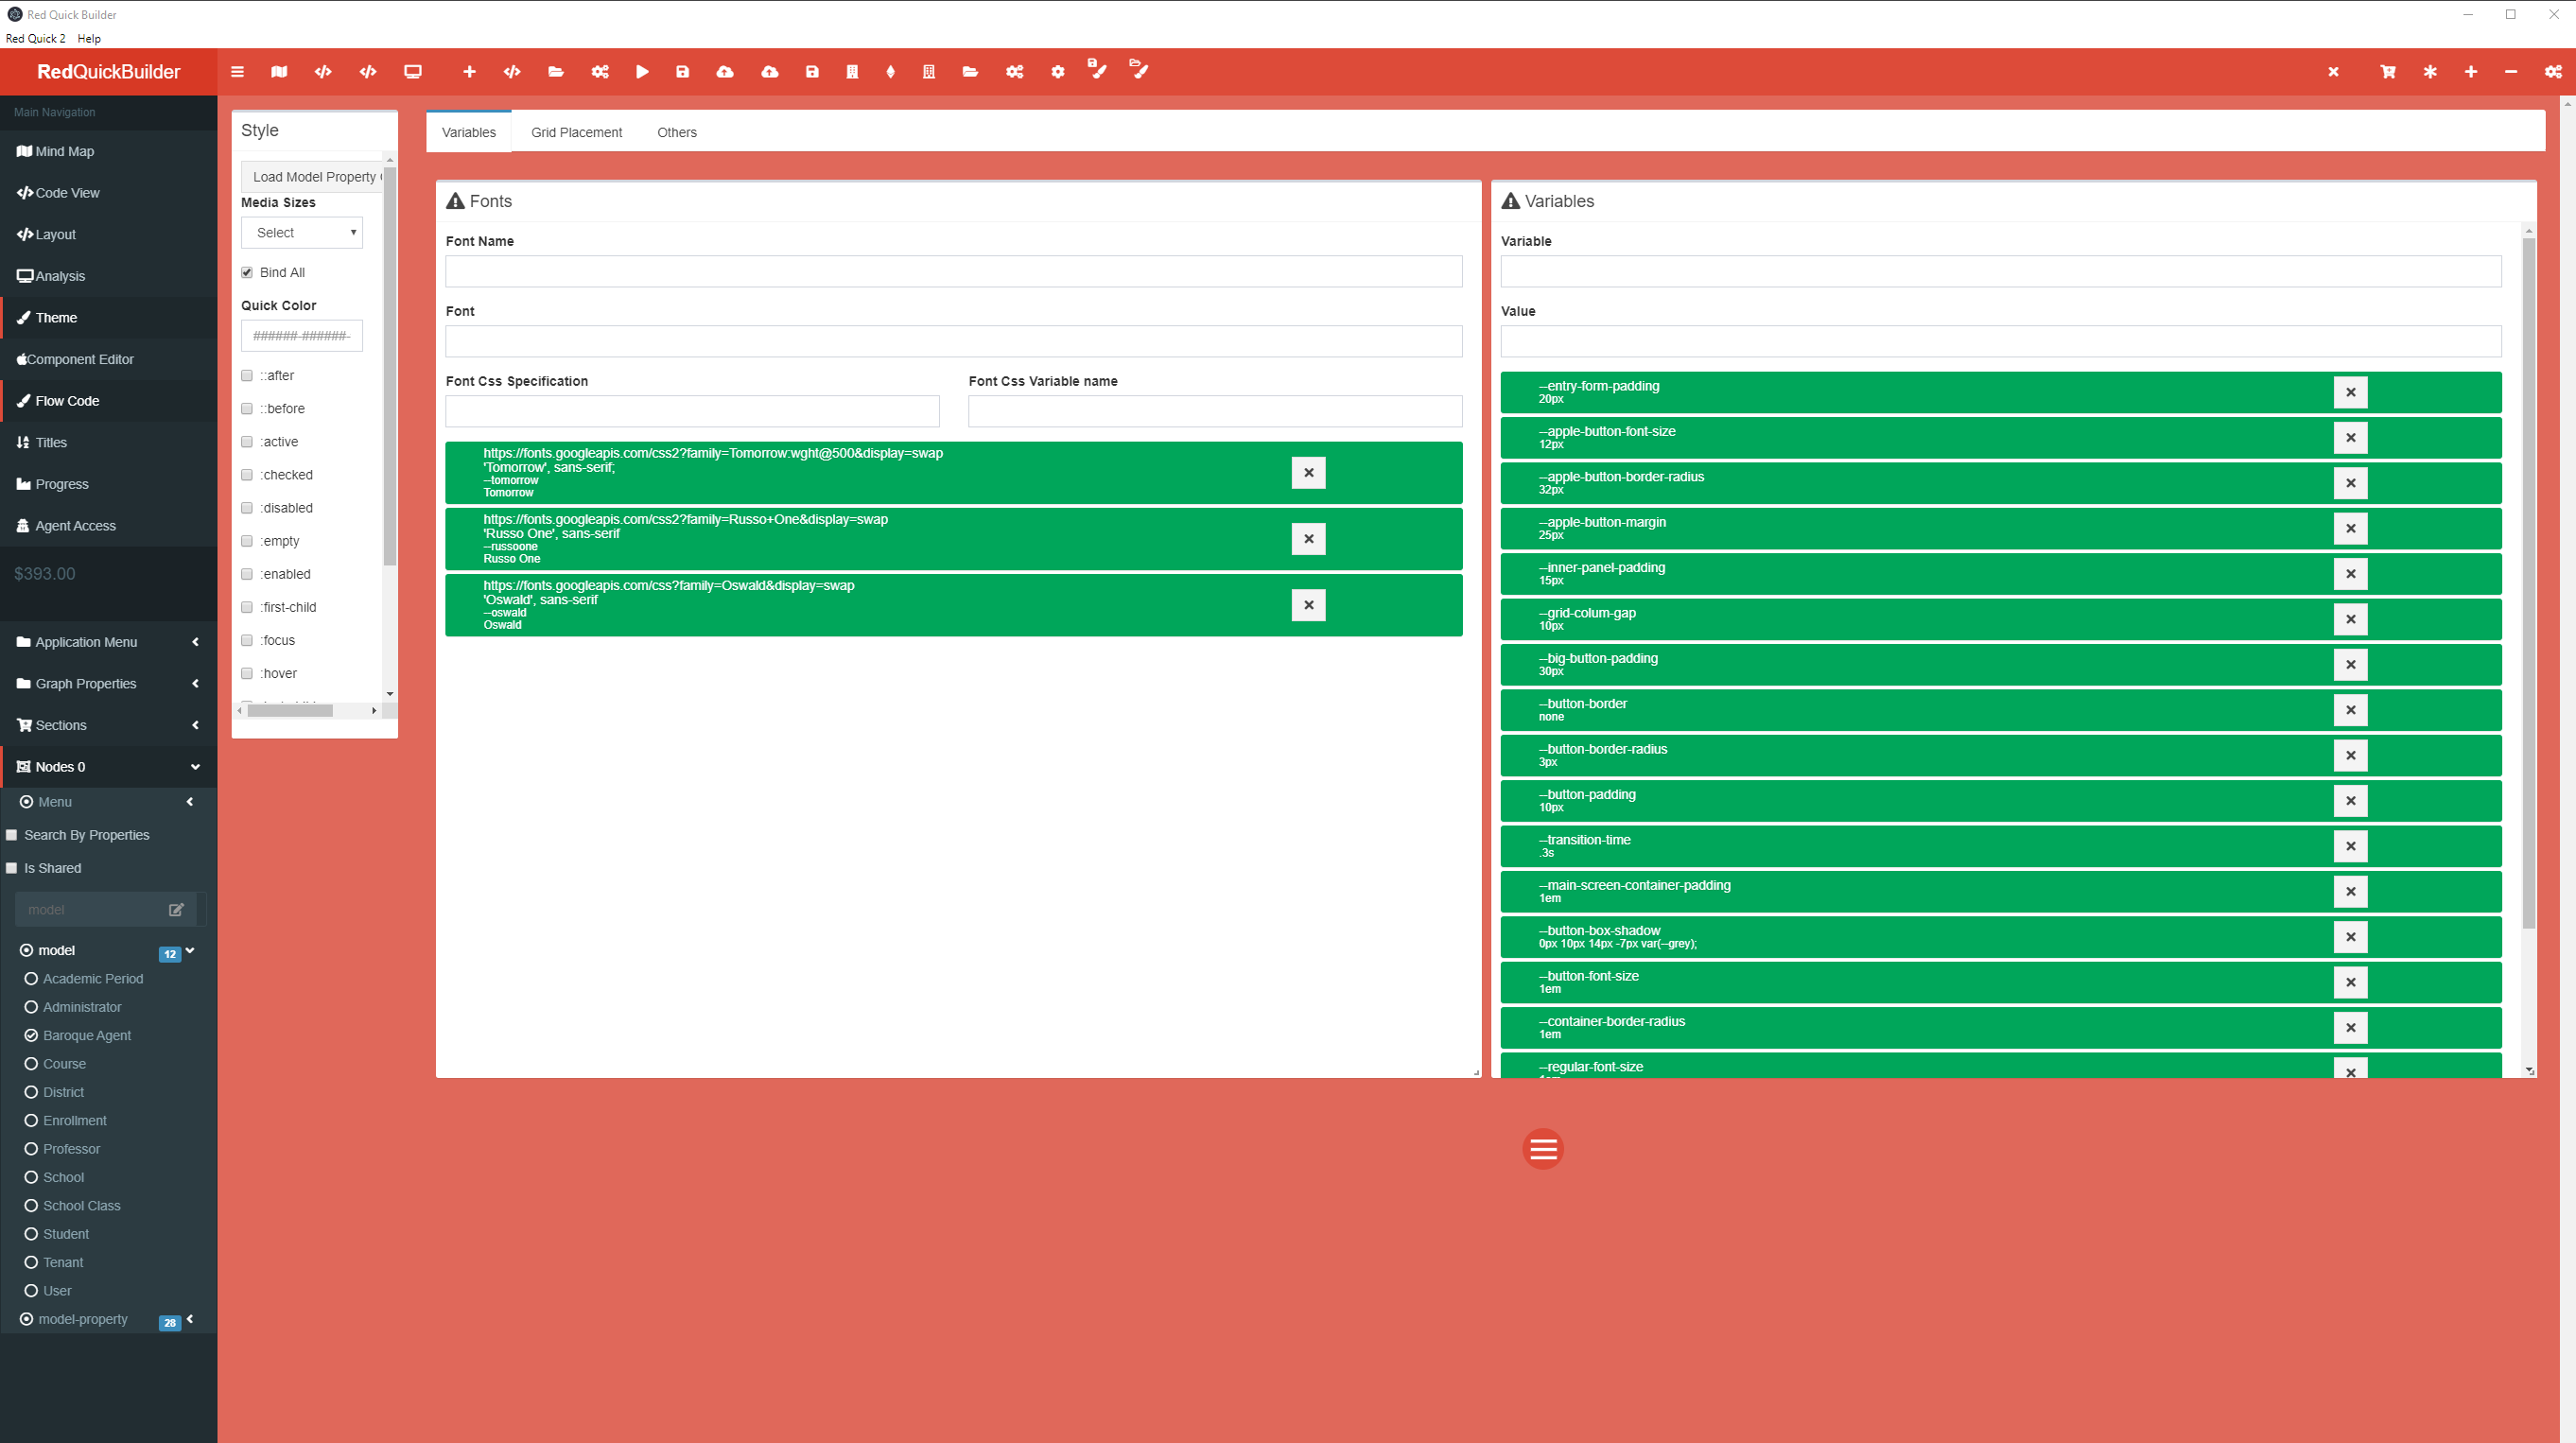 Red Quick Builder
Red Quick 2 Help
RedQuickBuilder
Main Navigation
Mind Map
Code View
Layout
Analysis
Theme
Component Editor
Flow Code
Titles
Progress
Agent Access
$393.00
Application Menu
Graph Properties
Sections
Nodes 0
Menu
Search By Properties
Is Shared
model
model 12
Academic Period
Administrator
Baroque Agent
Course
District
Enrollment
Professor
School
School Class
Student
Tenant
User
model-property 28
Style
Load Model Property
Media Sizes
Select
Bind All
Quick Color
######-######-
::after
::before
:active
:checked
:disabled
:empty
:enabled
:first-child
:focus
:hover
Variables Grid Placement Others
Fonts
Font Name
Font
Font Css Specification Font Css Variable name
https://fonts.googleapis.com/css2?family=Tomorrow:wght@500&display=swap
'Tomorrow', sans-serif;
--tomorrow
Tomorrow
https://fonts.googleapis.com/css2?family=Russo+One&display=swap
'Russo One', sans-serif
--russoone
Russo One
https://fonts.googleapis.com/css?family=Oswald&display=swap
'Oswald', sans-serif
--oswald
Oswald
Variables
Variable
Value
--entry-form-padding
20px
--apple-button-font-size
12px
--apple-button-border-radius
32px
--apple-button-margin
25px
--inner-panel-padding
15px
--grid-colum-gap
10px
--big-button-padding
30px
--button-border
none
--button-border-radius
3px
--button-padding
10px
--transition-time
.3s
--main-screen-container-padding
1em
--button-box-shadow
0px 10px 14px -7px var(--grey);
--button-font-size
1em
--container-border-radius
1em
--regular-font-size